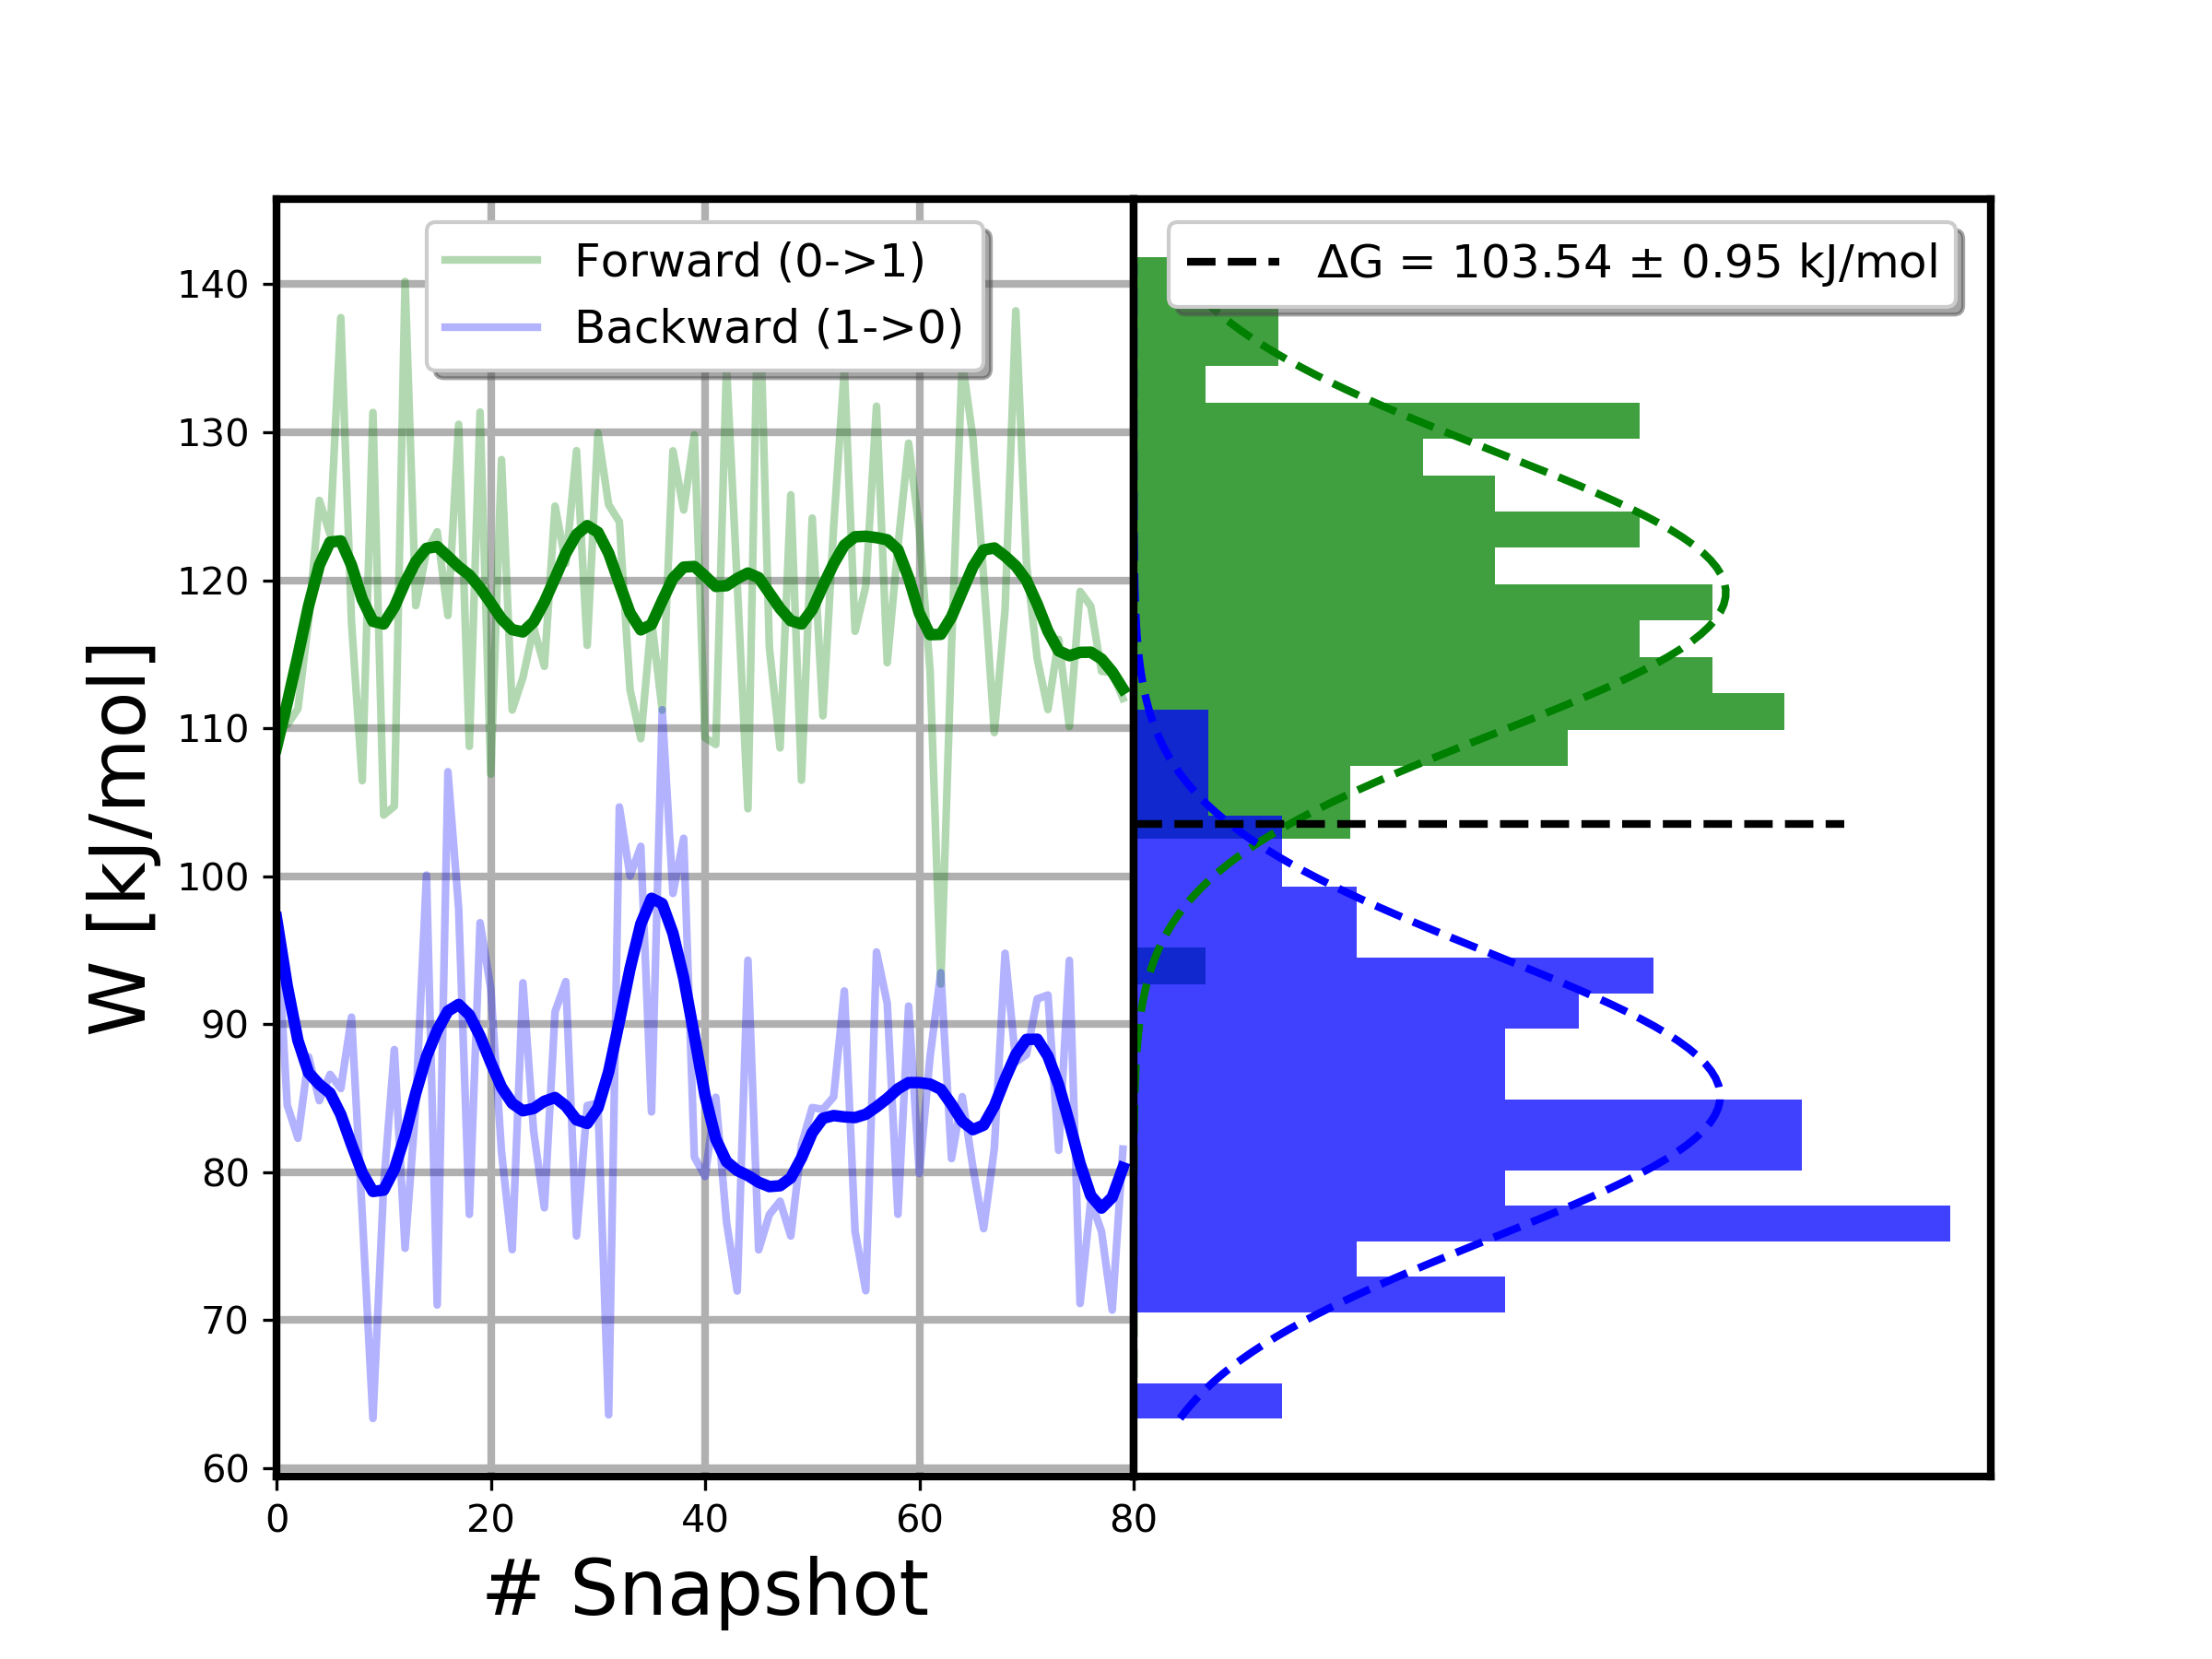 Forward (0->1)
Backward (1->0)
ΔG = 103.54 ± 0.95 kJ/mol
W [kJ/mol]
140
130
120
110
100
90
80
70
60
0 20 40 60 80
# Snapshot